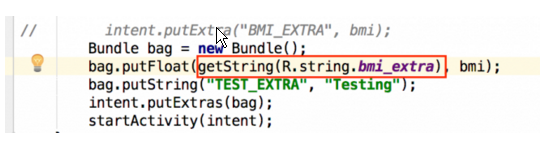 //        intent.putExtra("BMI_EXTRA", bmi);
Bundle bag = new Bundle();
bag.putFloat(getString(R.string.bmi_extra), bmi);
bag.putString("TEST_EXTRA", "Testing");
intent.putExtras(bag);
startActivity(intent);